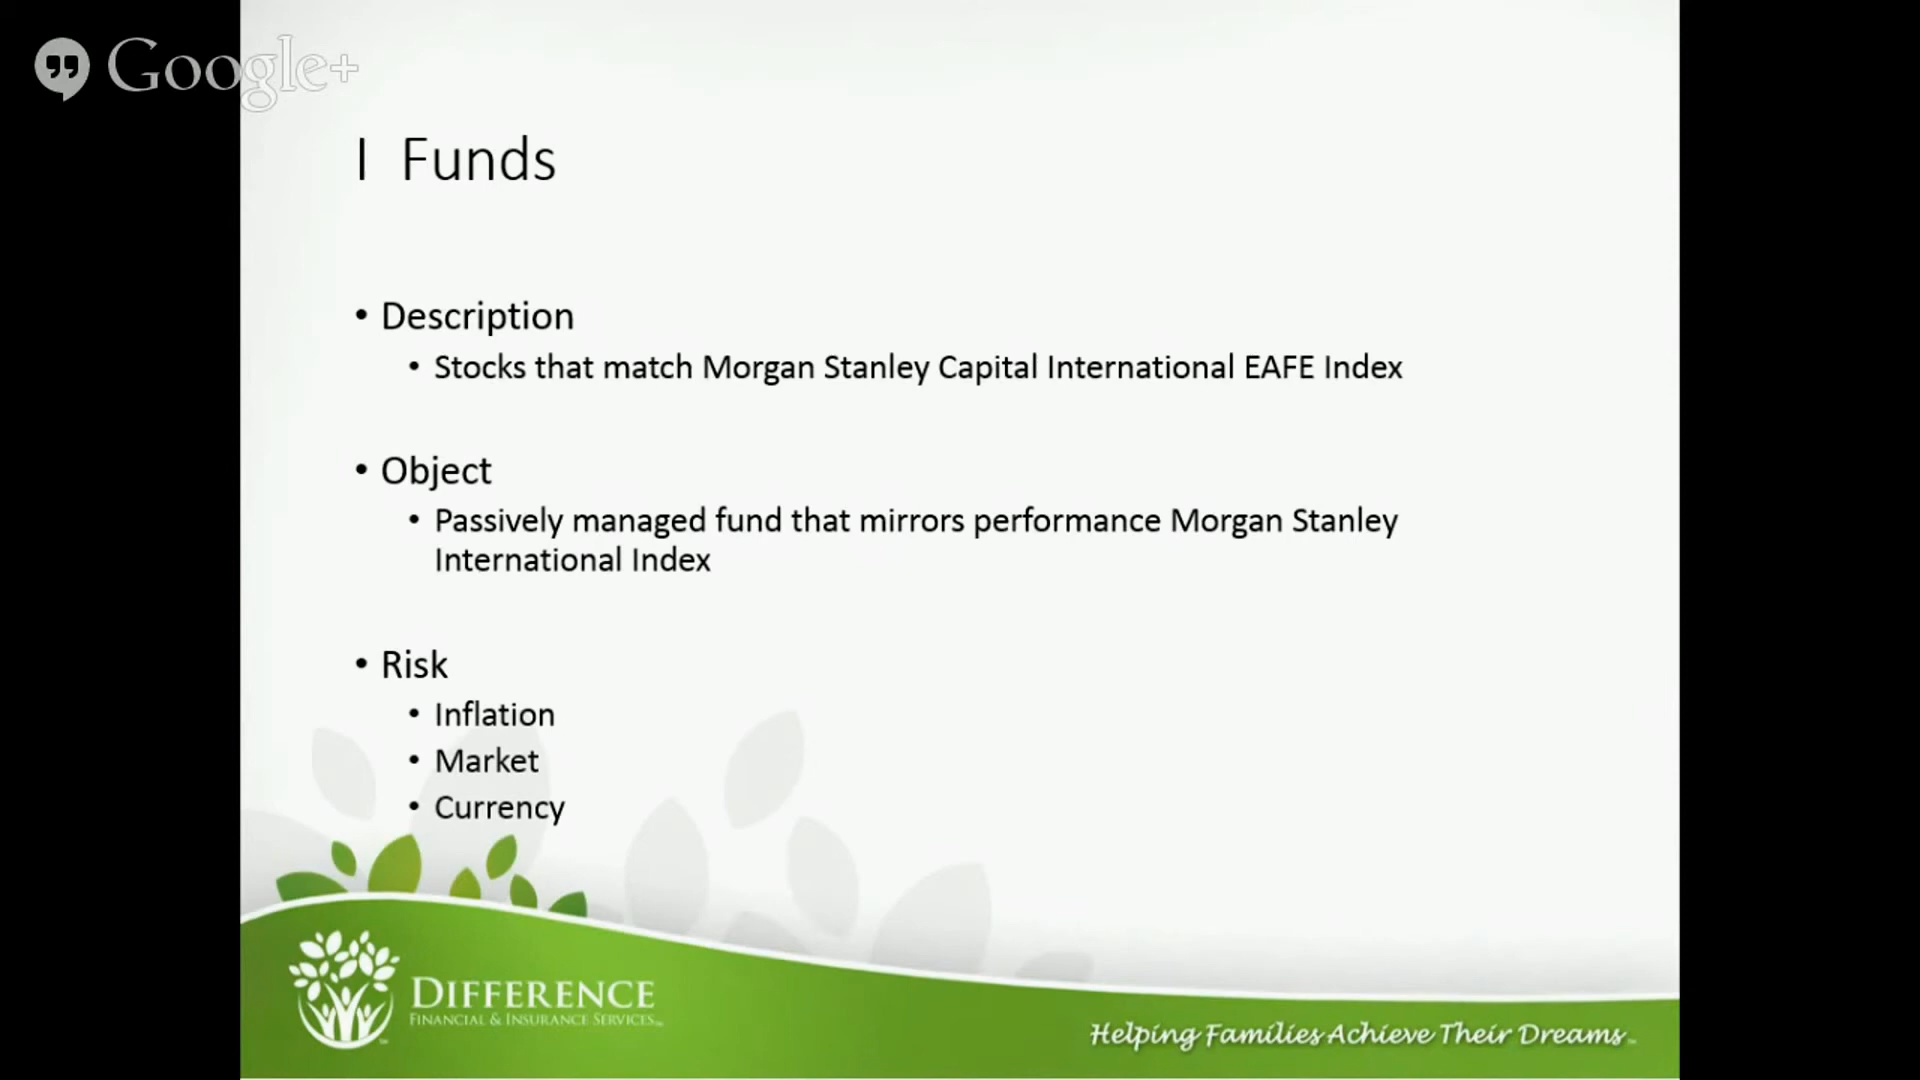 Google+
I Funds
• Description
• Stocks that match Morgan Stanley Capital International EAFE Index
• Object
• Passively managed fund that mirrors performance Morgan Stanley
International Index
• Risk
• Inflation
• Market
• Currency
DIFFERENCE
FINANCIAL & INSURANCE SERVICES
Helping Families Achieve Their Dreams